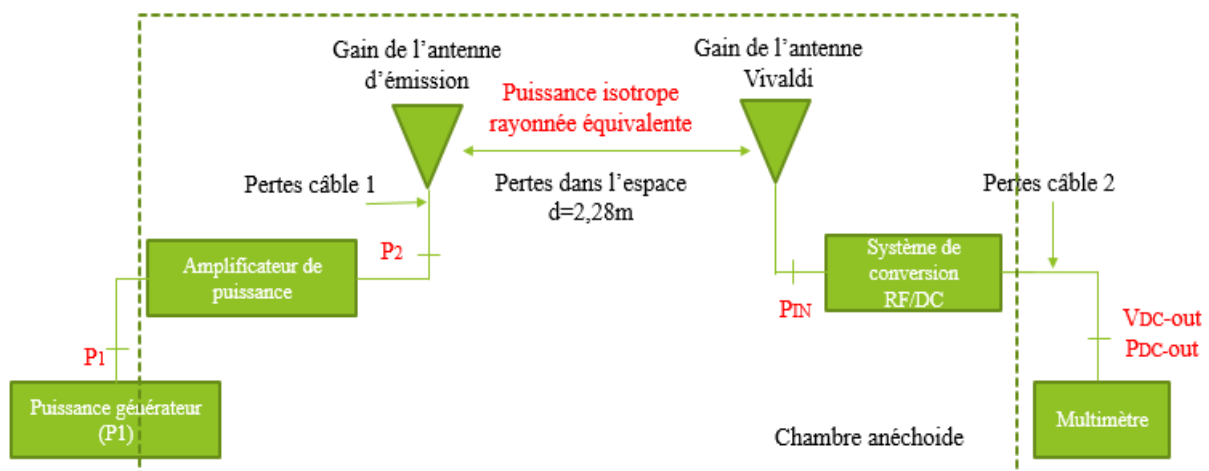 Gain de l'antenne
d'émission
Gain de l'antenne
Vivaldi
Puissance isotrope
rayonnée équivalente
Pertes câble 1
Pertes dans l'espace
d=2,28m
Pertes câble 2
Amplificateur de
puissance
P2
Système de
conversion
RF/DC
PIN
P1
VDC-out
PDC-out
Puissance générateur
(P1)
Multimètre
Chambre anéchoide